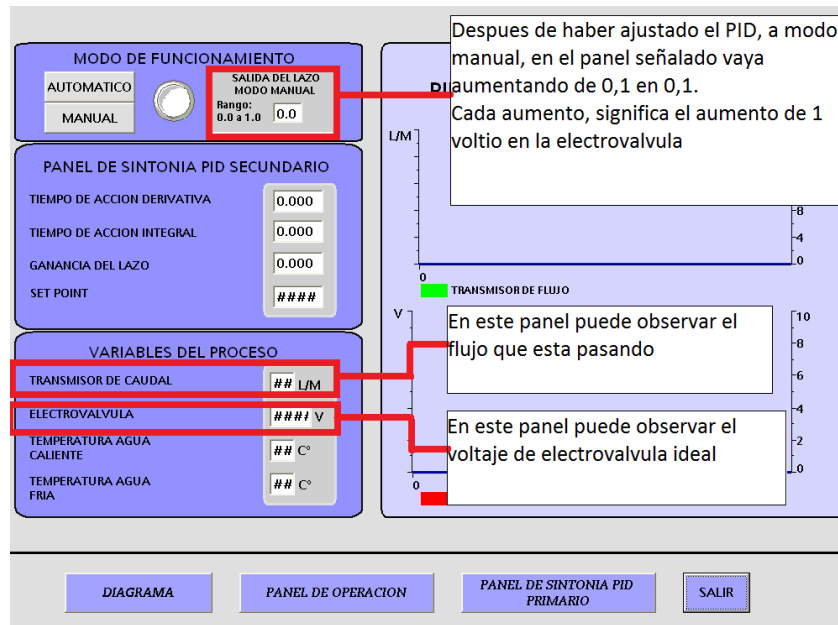 MODO DE FUNCIONAMIENTO
AUTOMATICO
MANUAL
SALIDA DEL LAZO
MODO MANUAL
Rango:
0.0 a 1.0
0.0
Despues de haber ajustado el PID, a modo
manual, en el panel señalado vaya
aumentando de 0,1 en 0,1.
Cada aumento, significa el aumento de 1
voltio en la electrovalvula
PANEL DE SINTONIA PID SECUNDARIO
TIEMPO DE ACCION DERIVATIVA
0.000
TIEMPO DE ACCION INTEGRAL
0.000
GANANCIA DEL LAZO
0.000
SET POINT
####
VARIABLES DEL PROCESO
TRANSMISOR DE CAUDAL
## L/M
ELECTROVALVULA
####
V
TEMPERATURA AGUA
CALIENTE
## C°
TEMPERATURA AGUA
FRIA
## C°
L/M
8
4
0
0
TRANSMISOR DE FLUJO
V
En este panel puede observar el
flujo que esta pasando
10
8
6
4
2
0
0
En este panel puede observar el
voltaje de electrovalvula ideal
DIAGRAMA
PANEL DE OPERACION
PANEL DE SINTONIA PID
PRIMARIO
SALIR